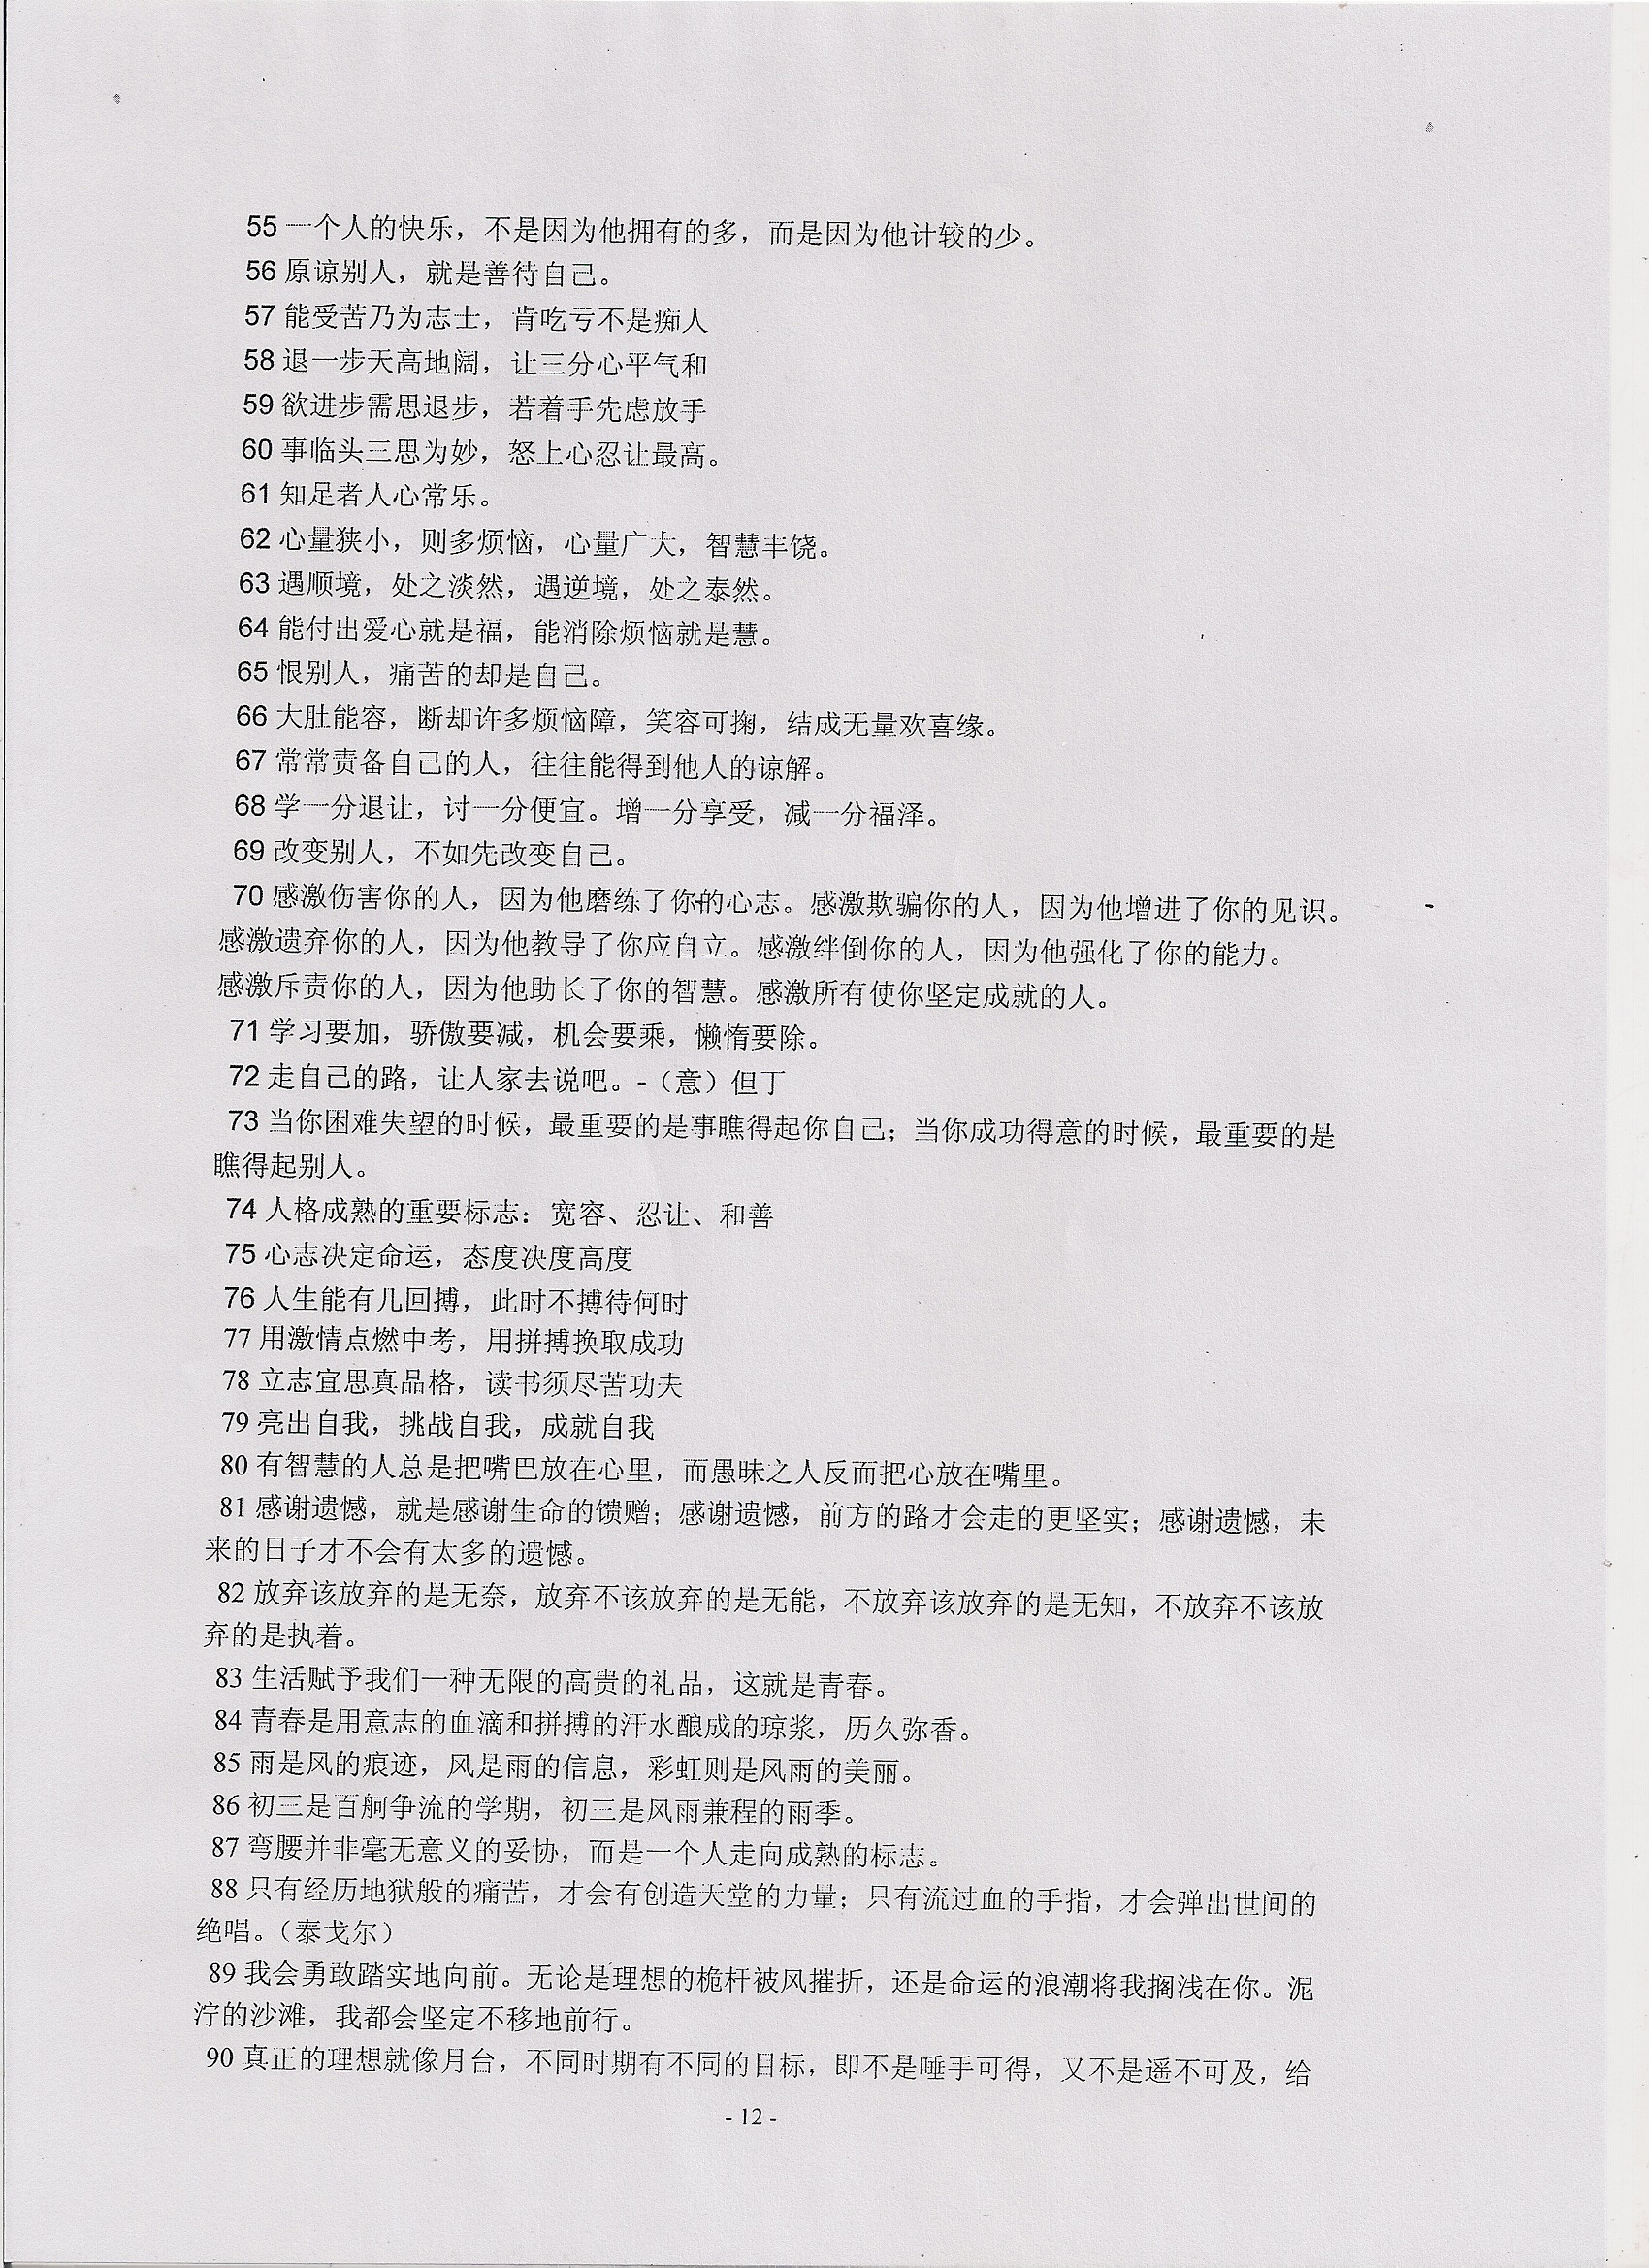 55 一个人的快乐，不是因为他拥有的多，而是因为他计较的少。
56 原谅别人，就是善待自己。
57 能受苦乃为志士，肯吃亏不是痴人
58 退一步天高地阔，让三分心平气和
59 欲进步需思退步，若着手先虑放手
60 事临头三思为妙，怒上心忍让最高。
61 知足者人心常乐。
62 心量狭小，则多烦恼，心量广大，智慧丰饶。
63 遇顺境，处之淡然，遇逆境，处之泰然。
64 能付出爱心就是福，能消除烦恼就是慧。
65 恨别人，痛苦的却是自己。
66 大肚能容，断却许多烦恼障，笑容可掬，结成无量欢喜缘。
67 常常责备自己的人，往往能得到他人的谅解。
68 学一分退让，讨一分便宜。增一分享受，减一分福泽。
69 改变别人，不如先改变自己。
70 感激伤害你的人，因为他磨练了你的心志。感激欺骗你的人，因为他增进了你的见识。
感激遗弃你的人，因为他教导了你应自立。感激绊倒你的人，因为他强化了你的能力。
感激斥责你的人，因为他助长了你的智慧。感激所有使你坚定成就的人。
71 学习要加，骄傲要减，机会要乘，懒惰要除。
72 走自己的路，让人家去说吧。-（意）但丁
73 当你困难失望的时候，最重要的是事瞧得起你自己；当你成功得意的时候，最重要的是
瞧得起别人。
74 人格成熟的重要标志：宽容、忍让、和善
75 心志决定命运，态度决度高度
76 人生能有几回搏，此时不搏待何时
77 用激情点燃中考，用拼搏换取成功
78 立志宜思真品格，读书须尽苦功夫
79 亮出自我，挑战自我，成就自我
80 有智慧的人总是把嘴巴放在心里，而愚昧之人反而把心放在嘴里。
81 感谢遗憾，就是感谢生命的馈赠；感谢遗憾，前方的路才会走的更坚实；感谢遗憾，未
来的日子才不会有太多的遗憾。
82 放弃该放弃的是无奈，放弃不该放弃的是无能，不放弃该放弃的是无知，不放弃不该放
弃的是执着。
83 生活赋予我们一种无限的高贵的礼品，这就是青春。
84 青春是用意志的血滴和拼搏的汗水酿成的琼浆，历久弥香。
85 雨是风的痕迹，风是雨的信息，彩虹则是风雨的美丽。
86 初三是百舸争流的学期，初三是风雨兼程的雨季。
87 弯腰并非毫无意义的妥协，而是一个人走向成熟的标志。
88 只有经历地狱般的痛苦，才会有创造天堂的力量；只有流过血的手指，才会弹出世间的
绝唱。（泰戈尔）
89 我会勇敢踏实地向前。无论是理想的桅杆被风摧折，还是命运的浪潮将我搁浅在你。泥
泞的沙滩，我都会坚定不移地前行。
90 真正的理想就像月台，不同时期有不同的目标，即不是唾手可得，又不是遥不可及，给
- 12 -